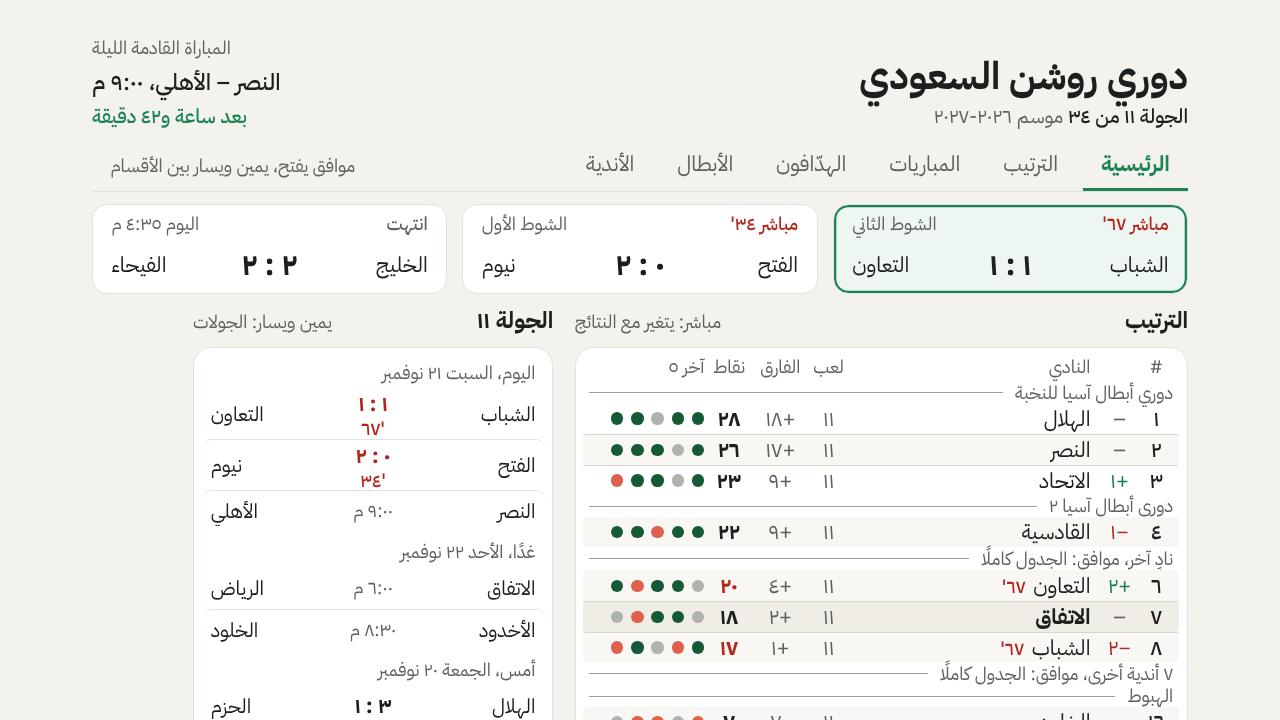 دوري روشن السعودي
الجولة ١١ من ٣٤ موسم ٢٠٢٦-٢٠٢٧
المباراة القادمة الليلة
النصر – الأهلي، ٩:٠٠ م
بعد ساعة و٤٢ دقيقة
الرئيسية الترتيب المباريات الهدّافون الأبطال الأندية
موافق يفتح، يمين ويسار بين الأقسام
مباشر ٦٧' الشوط الثاني
الشباب ١ : ١ التعاون
مباشر ٣٤' الشوط الأول
الفتح ٠ : ٢ نيوم
انتهت اليوم ٤:٣٥ م
الخليج ٢ : ٢ الفيحاء
الترتيب مباشر: يتغير مع النتائج
# النادي لعب الفارق نقاط آخر ٥
دوري أبطال آسيا للنخبة
١ – الهلال ١١ +١٨ ٢٨
٢ – النصر ١١ +١٧ ٢٦
٣ +١ الاتحاد ١١ +٩ ٢٣
دوري أبطال آسيا ٢
٤ –١ القادسية ١١ +٩ ٢٢
نادٍ آخر، موافق: الجدول كاملًا
٦ +٢ التعاون ٦٧' ١١ +٤ ٢٠
٧ – الاتفاق ١١ +٢ ١٨
٨ –٢ الشباب ٦٧' ١١ +١ ١٧
٧ أندية أخرى، موافق: الجدول كاملًا
الهبوط
الجولة ١١ يمين ويسار: الجولات
اليوم، السبت ٢١ نوفمبر
الشباب ١ : ١ التعاون
٦٧'
الفتح ٠ : ٢ نيوم
٣٤'
النصر ٩:٠٠ م الأهلي
غدًا، الأحد ٢٢ نوفمبر
الاتفاق ٦:٠٠ م الرياض
الأخدود ٨:٣٠ م الخلود
أمس، الجمعة ٢٠ نوفمبر
الهلال ٣ : ١ الحزم